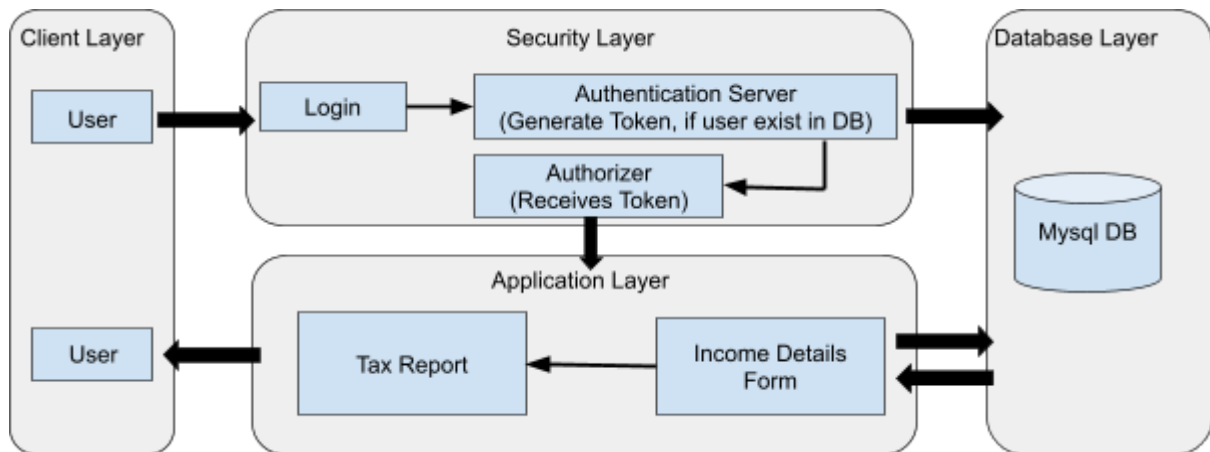 Client Layer
Security Layer
Database Layer
User
Login
Authentication Server
(Generate Token, if user exist in DB)
Authorizer
(Receives Token)
Mysql DB
Application Layer
User
Tax Report
Income Details
Form